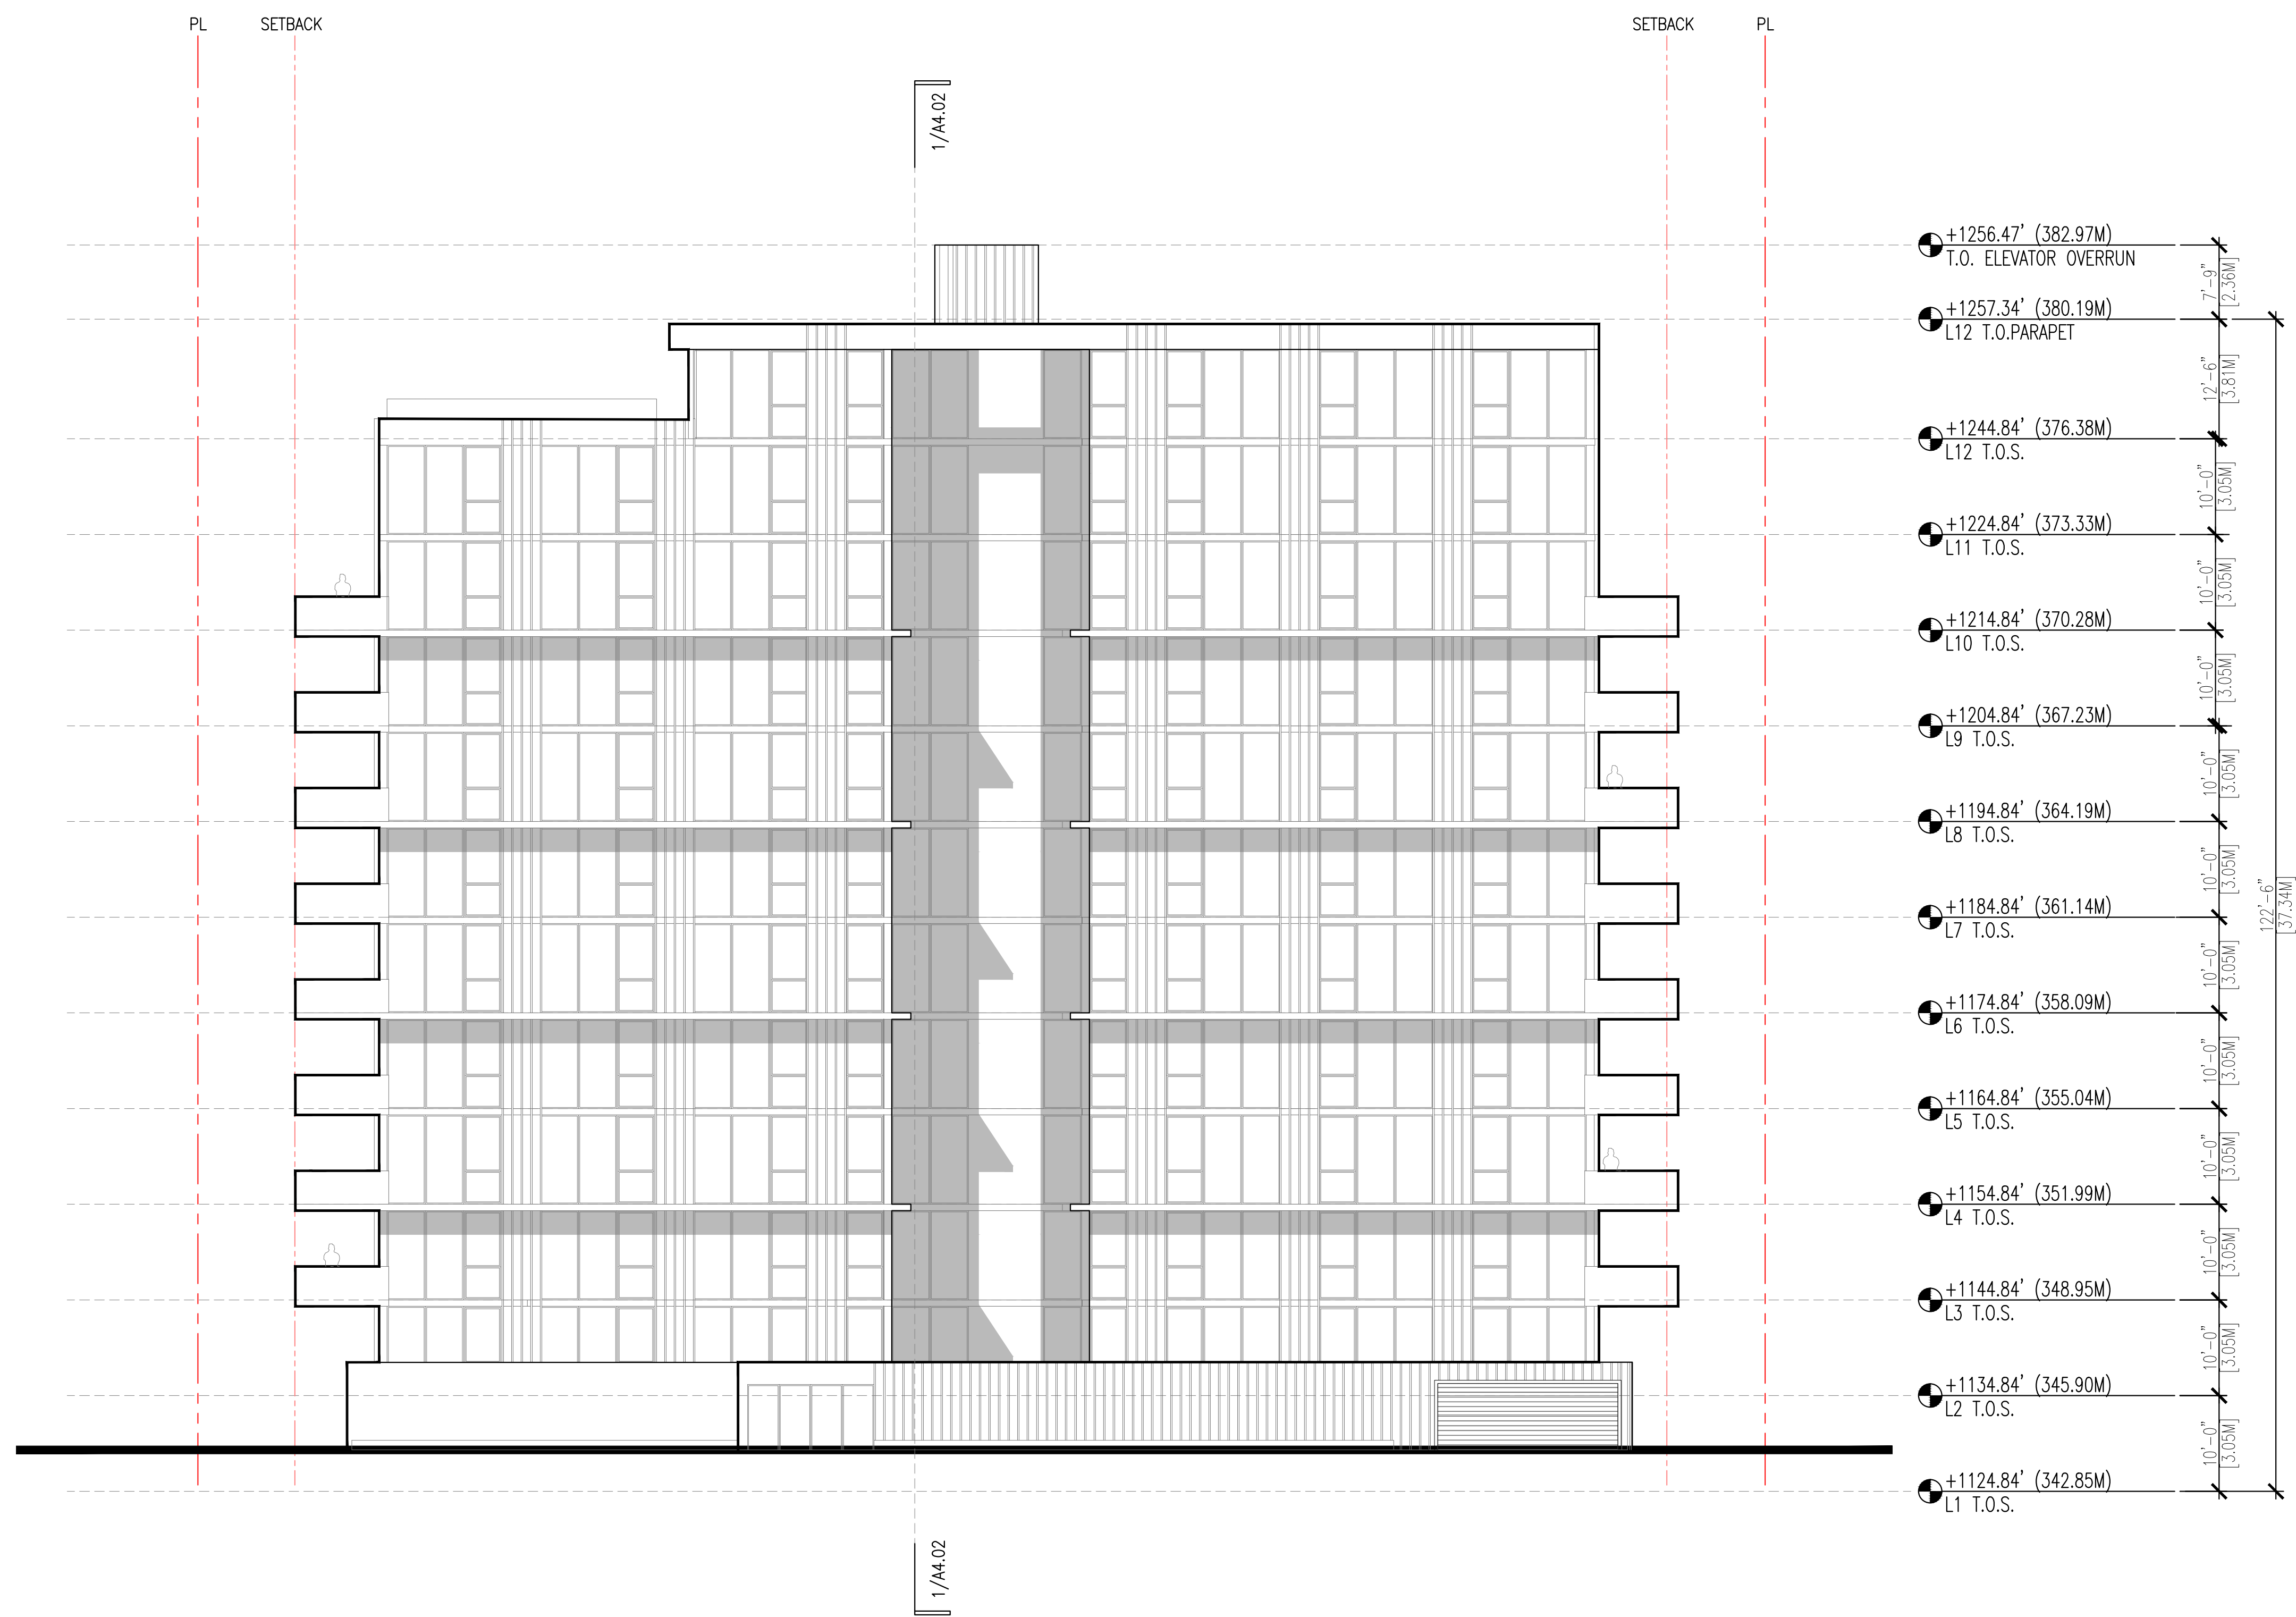 PL
SETBACK
SETBACK
PL
1/A4.02
+1256.47' (382.97M)
T.O. ELEVATOR OVERRUN
7'-9"
[2.36M]
+1257.34' (380.19M)
L12 T.O.PARAPET
12'-6"
[3.81M]
+1244.84' (376.38M)
L12 T.O.S.
10'-0"
[3.05M]
+1224.84' (373.33M)
L11 T.O.S.
10'-0"
[3.05M]
+1214.84' (370.28M)
L10 T.O.S.
10'-0"
[3.05M]
+1204.84' (367.23M)
L9 T.O.S.
10'-0"
[3.05M]
+1194.84' (364.19M)
L8 T.O.S.
10'-0"
[3.05M]
122'-6"
[37.34M]
+1184.84' (361.14M)
L7 T.O.S.
10'-0"
[3.05M]
+1174.84' (358.09M)
L6 T.O.S.
10'-0"
[3.05M]
+1164.84' (355.04M)
L5 T.O.S.
10'-0"
[3.05M]
+1154.84' (351.99M)
L4 T.O.S.
10'-0"
[3.05M]
+1144.84' (348.95M)
L3 T.O.S.
10'-0"
[3.05M]
+1134.84' (345.90M)
L2 T.O.S.
10'-0"
[3.05M]
+1124.84' (342.85M)
L1 T.O.S.
1/A4.02